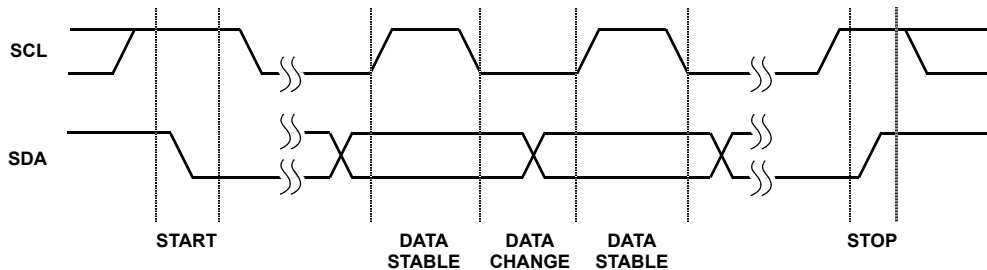 SCL
SDA
START
DATA
STABLE
DATA
CHANGE
DATA
STABLE
STOP